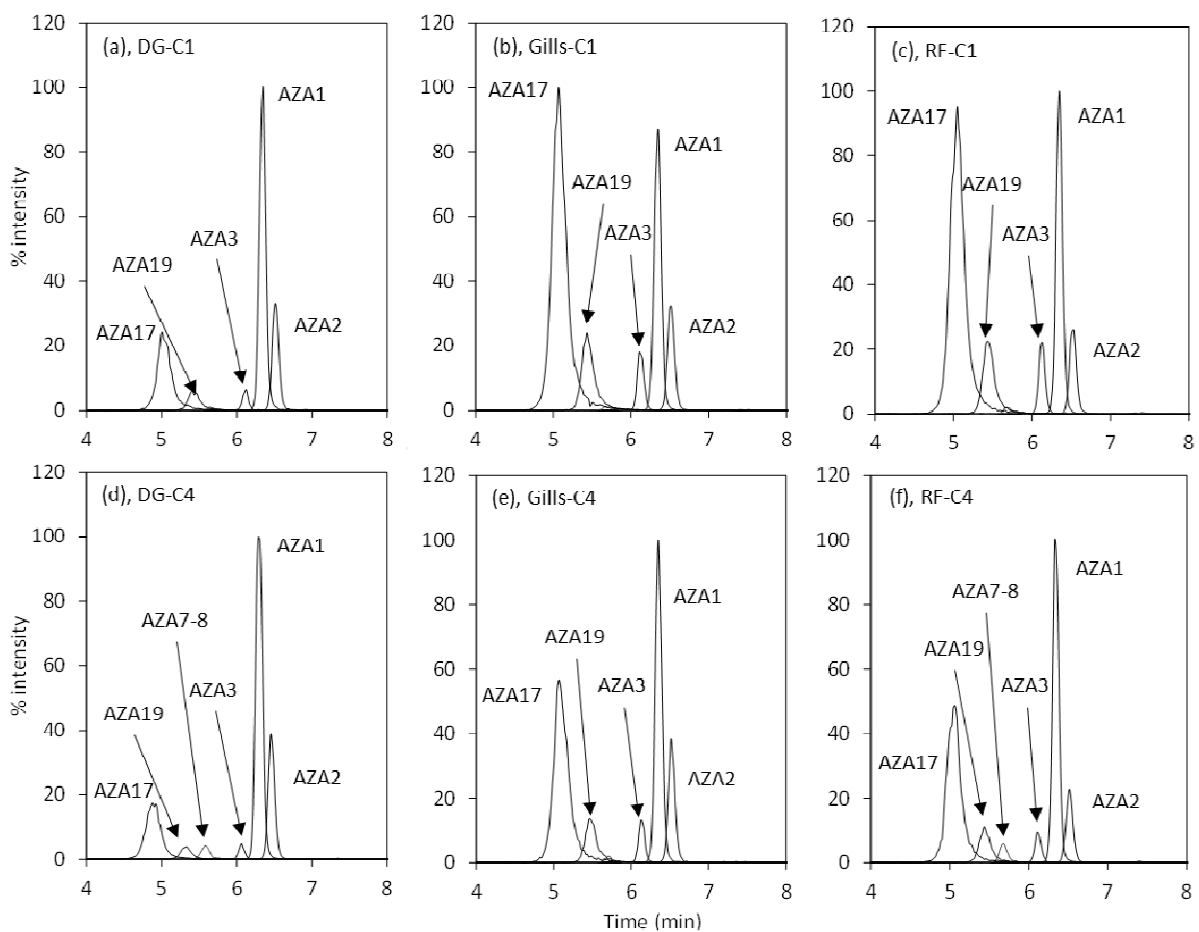 (a), DG-C1
120
100
80
60
40
20
0
% intensity
AZA1
AZA3
AZA19
AZA17
AZA2
4 5 6 7 8
(b), Gills-C1
120
100
80
60
40
20
0
AZA17
AZA1
AZA19
AZA3
AZA2
4 5 6 7 8
(c), RF-C1
120
100
80
60
40
20
0
AZA17
AZA1
AZA19
AZA3
AZA2
4 5 6 7 8
(d), DG-C4
120
100
80
60
40
20
0
% intensity
AZA1
AZA7-8
AZA3
AZA19
AZA17
AZA2
4 5 6 7 8
(e), Gills-C4
120
100
80
60
40
20
0
AZA1
AZA19
AZA17
AZA3
AZA2
4 5 6 7 8
Time (min)
(f), RF-C4
120
100
80
60
40
20
0
AZA1
AZA7-8
AZA19
AZA3
AZA17
AZA2
4 5 6 7 8